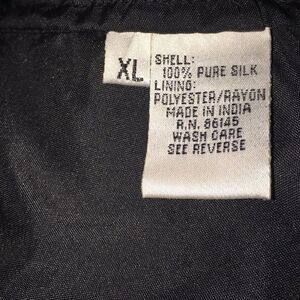 XL
SHELL:
100% PURE SILK
LINING:
POLYESTER/RAYON
MADE IN INDIA
R.N. 86145
WASH CARE
SEE REVERSE